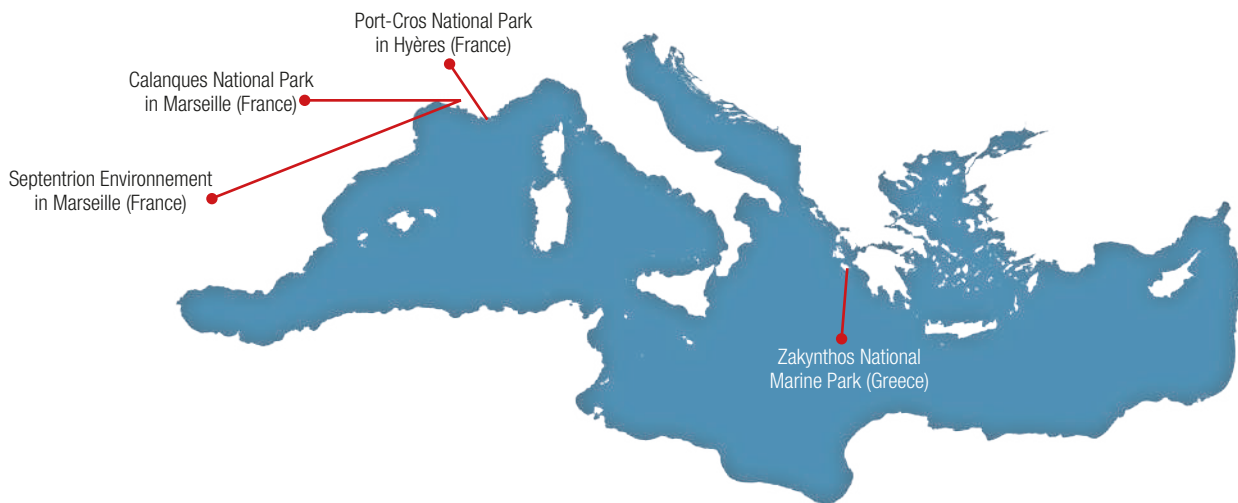 Port-Cros National Park
in Hyères (France)
Calanques National Park
in Marseille (France)
Septentrion Environnement
in Marseille (France)
Zakynthos National
Marine Park (Greece)